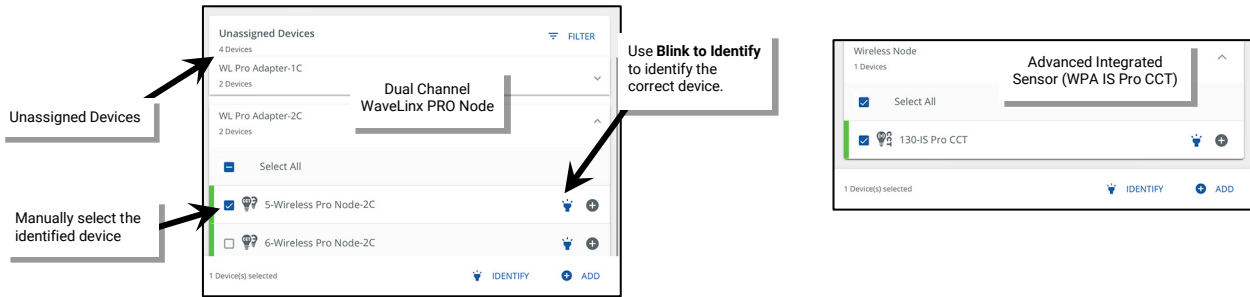 Unassigned Devices
4 Devices
FILTER
WL Pro Adapter-1C
2 Devices
Dual Channel
WaveLinx PRO Node
WL Pro Adapter-2C
2 Devices
Select All
5-Wireless Pro Node-2C
6-Wireless Pro Node-2C
1 Device(s) selected
IDENTIFY
ADD
Unassigned Devices
Manually select the
identified device
Use Blink to Identify
to identify the
correct device.
Wireless Node
1 Devices
Advanced Integrated
Sensor (WPA IS Pro CCT)
Select All
130-IS Pro CCT
1 Device(s) selected
IDENTIFY
ADD